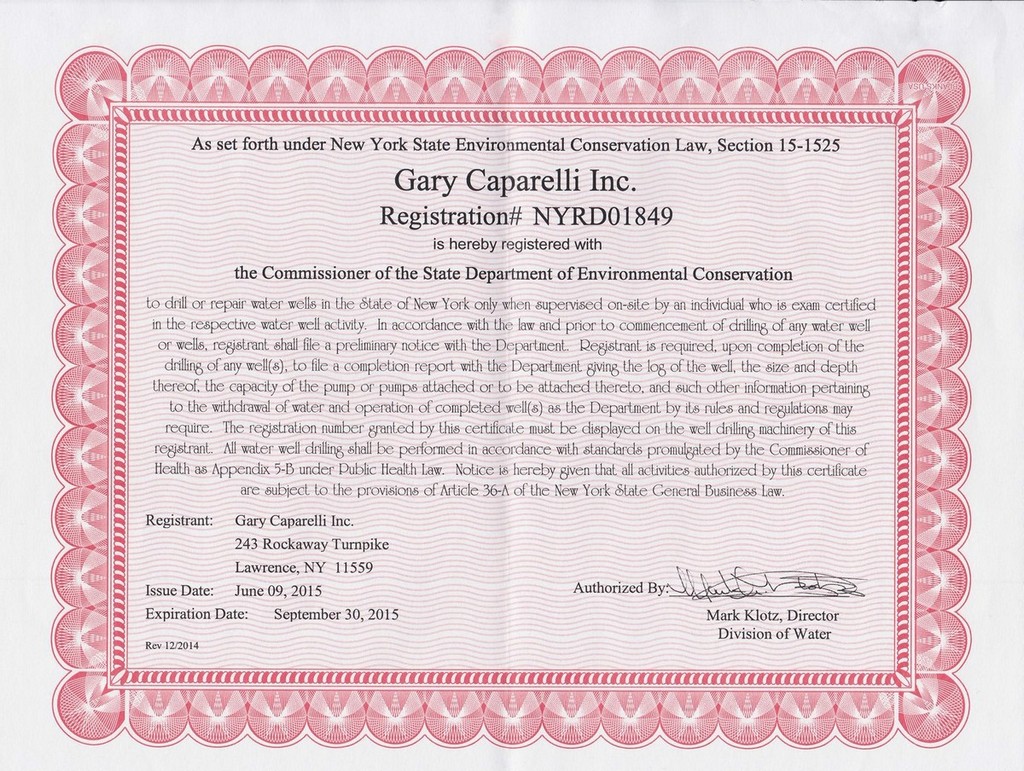 As set forth under New York State Environmental Conservation Law, Section 15-1525
Gary Caparelli Inc.
Registration# NYRD01849
is hereby registered with
the Commissioner of the State Department of Environmental Conservation
to drill or repair water wells in the State of New York only when supervised on-site by an individual who is exam certified
in the respective water well activity. In accordance with the law and prior to commencement of drilling of any water well
or wells, registrant shall file a preliminary notice with the Department. Registrant is required, upon completion of the
drilling of any well(s), to file a completion report with the Department giving the log of the well, the size and depth
thereof, the capacity of the pump or pumps attached or to be attached thereto, and such other information pertaining
to the withdrawal of water and operation of completed well(s) as the Department by its rules and regulations may
require. The registration number granted by this certificate must be displayed on the well drilling machinery of this
registrant. All water well drilling shall be performed in accordance with standards promulgated by the Commissioner of
Health as Appendix 5-B under Public Health Law. Notice is hereby given that all activities authorized by this certificate
are subject to the provisions of Article 36-A of the New York State General Business Law.
Registrant: Gary Caparelli Inc.
243 Rockaway Turnpike
Lawrence, NY 11559
Issue Date: June 09, 2015
Expiration Date: September 30, 2015
Rev 12/2014
Authorized By:
Mark Klotz, Director
Division of Water